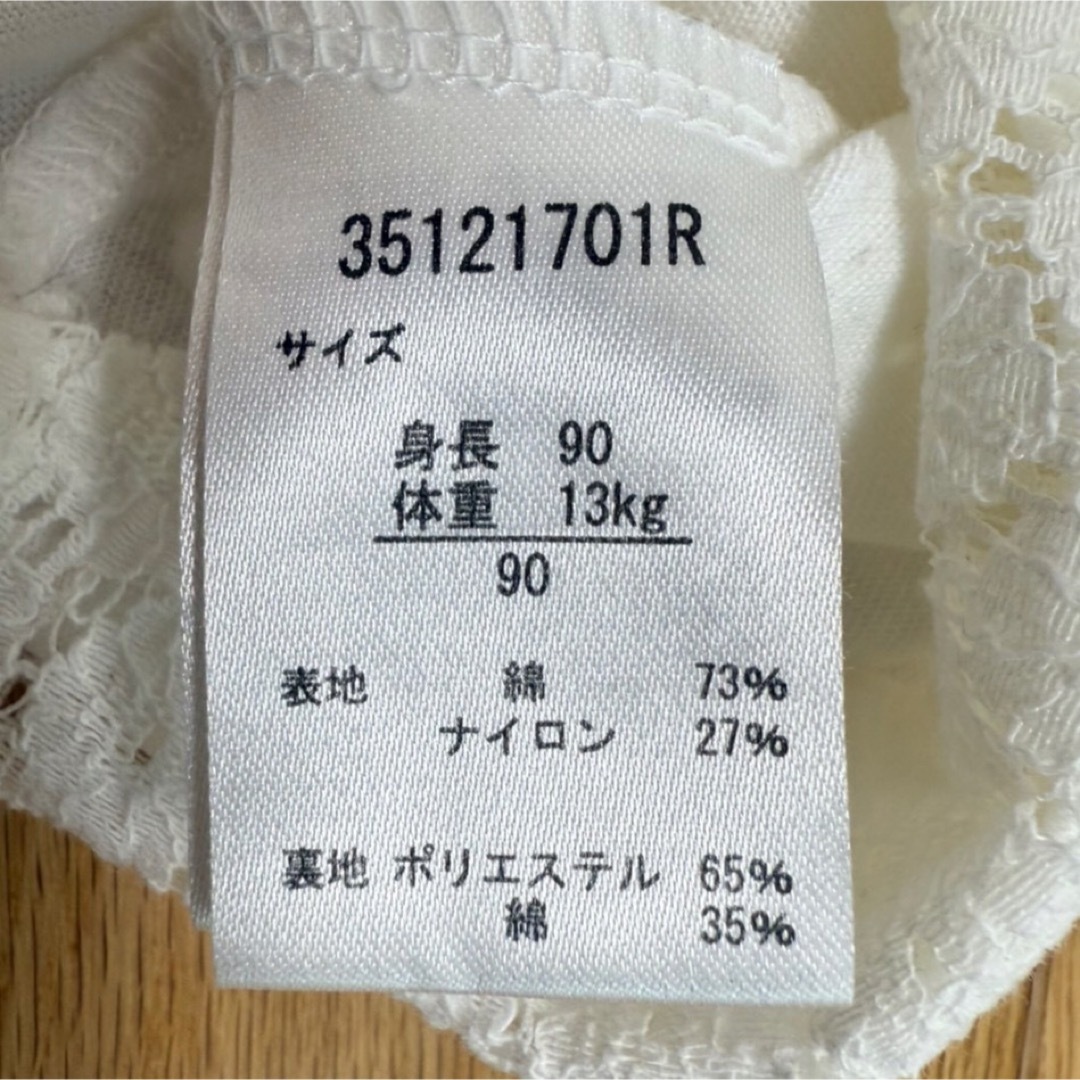 35121701R
サイズ
身長 90
体重 13kg
90
表地 綿 73%
ナイロン 27%
裏地 ポリエステル 65%
綿 35%